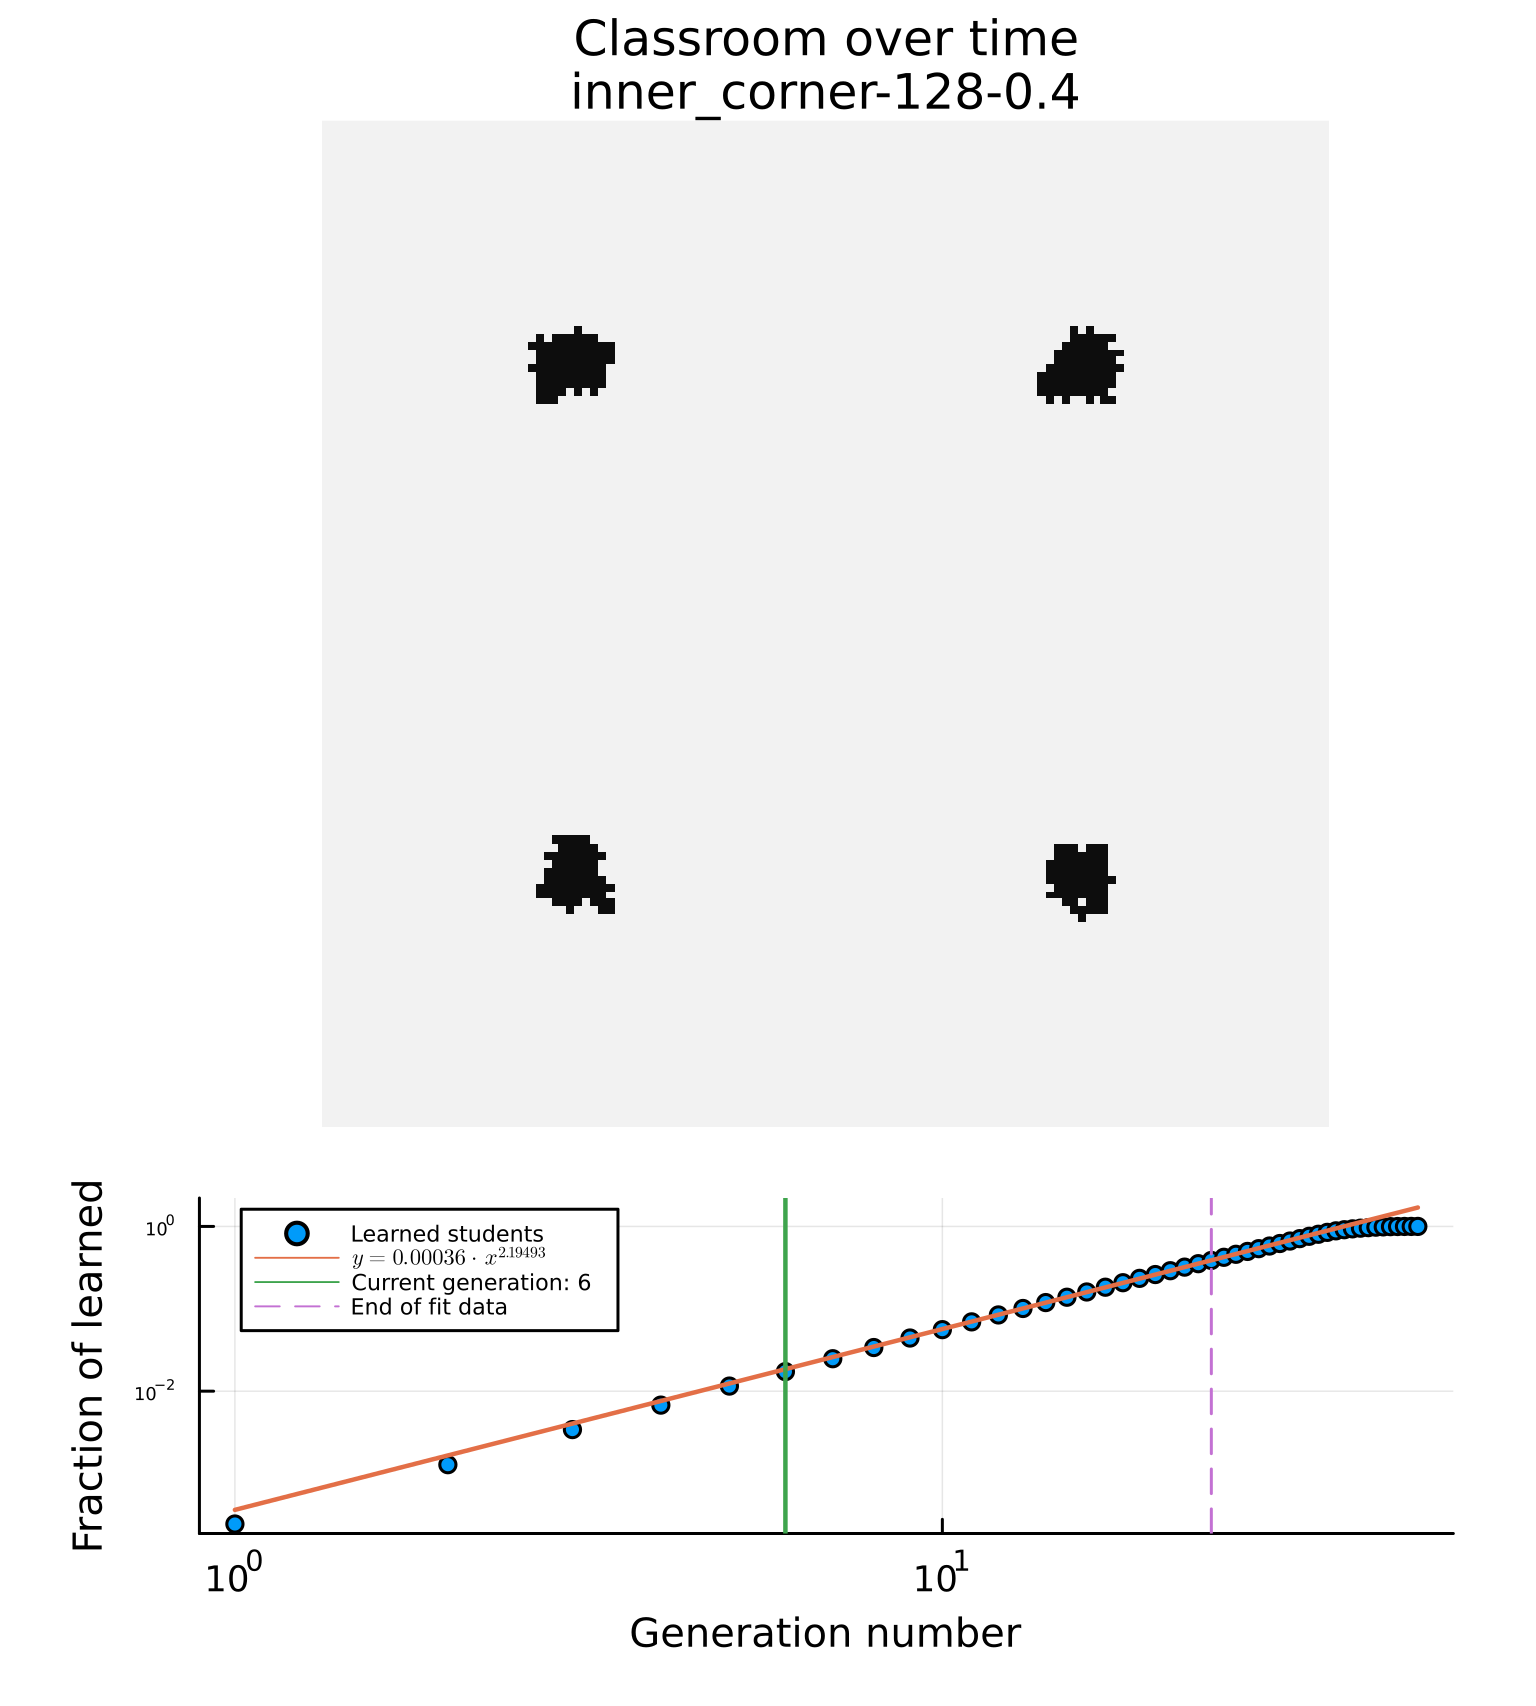 Classroom over time
inner_corner-128-0.4
Fraction of learned
10^0
10^−2
Learned students
y = 0.00036 · x^2.19493
Current generation: 6
End of fit data
10^0
10^1
Generation number